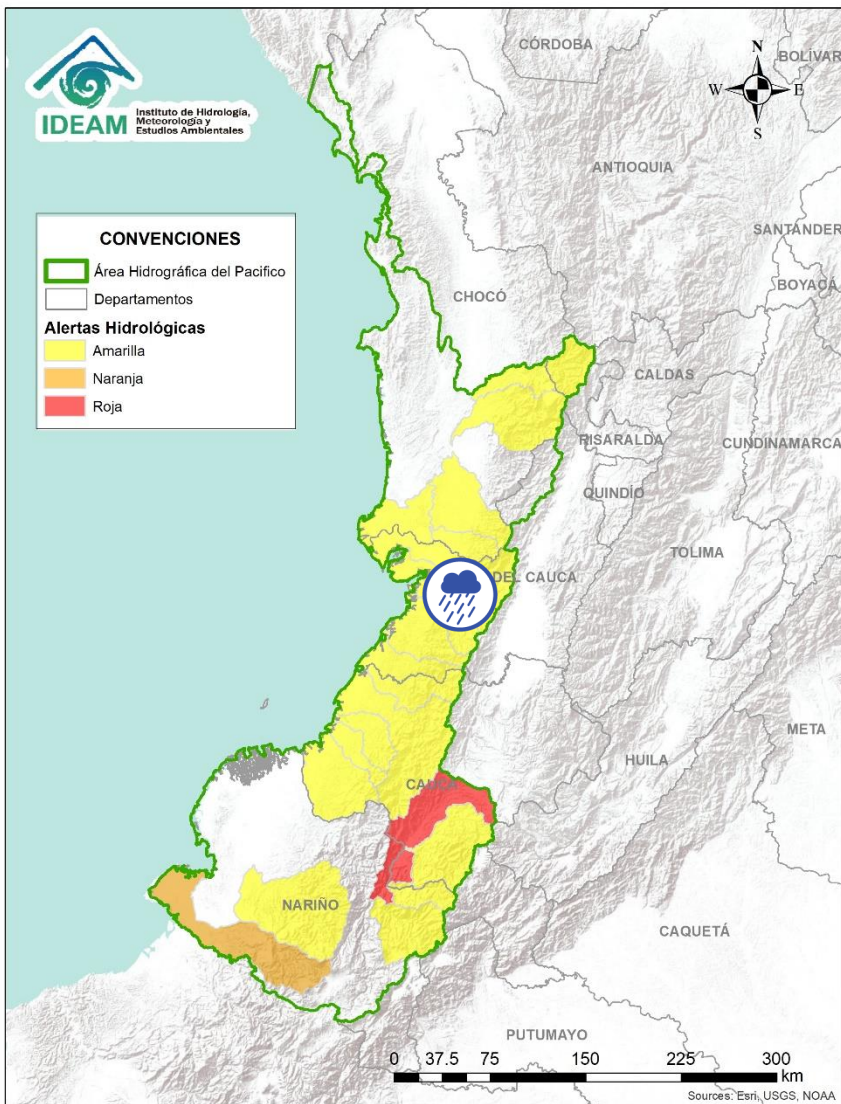 IDEAM
Instituto de Hidrología,
Meteorología y
Estudios Ambientales
N
W
E
S
CÓRDOBA
BOLÍVAR
ANTIOQUIA
SANTANDER
BOYACÁ
CONVENCIONES
Área Hidrográfica del Pacifico
Departamentos
Alertas Hidrológicas
Amarilla
Naranja
Roja
CHOCÓ
CALDAS
RISARALDA
CUNDINAMARCA
QUINDÍO
TOLIMA
DEL CAUCA
META
HUILA
CAUCA
NARIÑO
CAQUETÁ
PUTUMAYO
0 37.5 75 150 225 300
km
Sources: Esri, USGS, NOAA